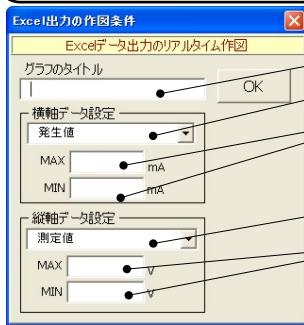 Excel出力の作図条件
Excelデータ出力のリアルタイム作図
グラフのタイトル
OK
横軸データ設定
発生値
MAX mA
MIN mA
縦軸データ設定
測定値
MAX V
MIN V